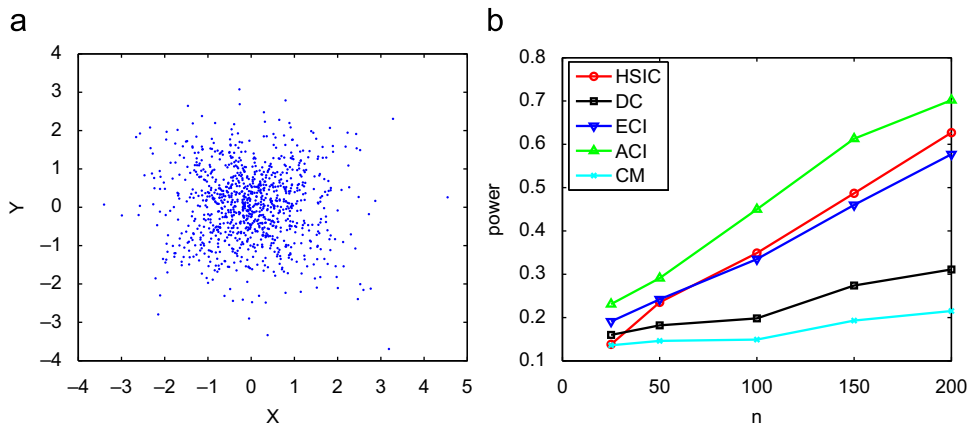 a
4
3
2
1
0
–1
–2
–3
–4
Y
–4 –3 –2 –1 0 1 2 3 4 5
X
b
0.8
0.7
0.6
0.5
0.4
0.3
0.2
0.1
power
HSIC
DC
ECI
ACI
CM
0 50 100 150 200
n